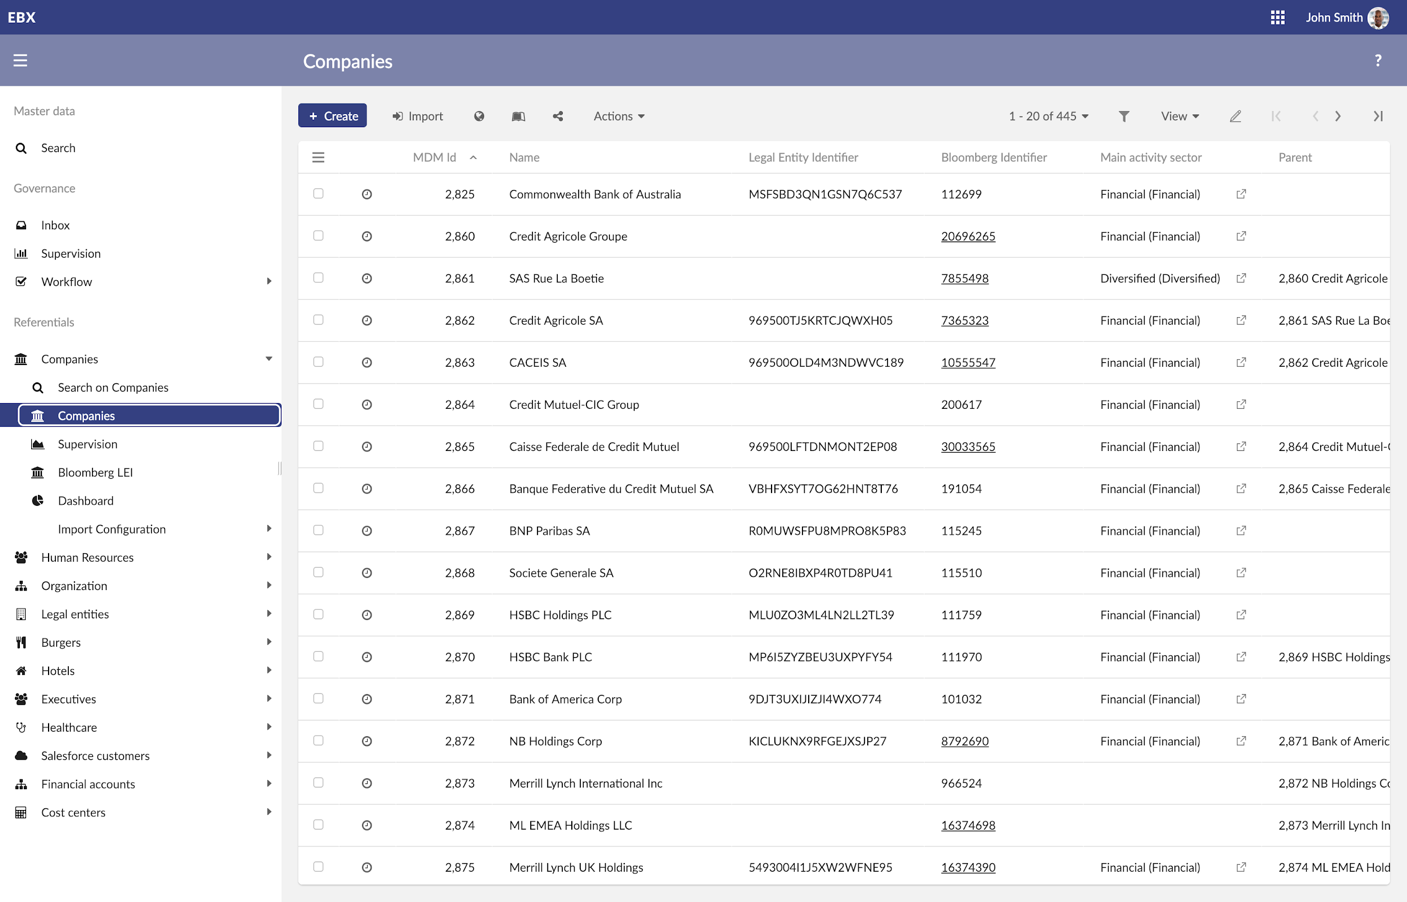 EBX
John Smith
Companies
?
Master data
Search
Governance
Inbox
Supervision
Workflow
Referentials
Companies
Search on Companies
Companies
Supervision
Bloomberg LEI
Dashboard
Import Configuration
Human Resources
Organization
Legal entities
Burgers
Hotels
Executives
Healthcare
Salesforce customers
Financial accounts
Cost centers
+ Create Import Actions 1 - 20 of 445 View
MDM Id Name Legal Entity Identifier Bloomberg Identifier Main activity sector Parent
2,825 Commonwealth Bank of Australia MSFSBD3QN1GSN7Q6C537 112699 Financial (Financial)
2,860 Credit Agricole Groupe 20696265 Financial (Financial)
2,861 SAS Rue La Boetie 7855498 Diversified (Diversified) 2,860 Credit Agricole
2,862 Credit Agricole SA 969500TJ5KRTCJQWXH05 7365323 Financial (Financial) 2,861 SAS Rue La Boe
2,863 CACEIS SA 969500OLD4M3NDWVC189 10555547 Financial (Financial) 2,862 Credit Agricole
2,864 Credit Mutuel-CIC Group 200617 Financial (Financial)
2,865 Caisse Federale de Credit Mutuel 969500LFTDNMONT2EP08 30033565 Financial (Financial) 2,864 Credit Mutuel-C
2,866 Banque Federative du Credit Mutuel SA VBHFXSYT7OG62HNT8T76 191054 Financial (Financial) 2,865 Caisse Federale
2,867 BNP Paribas SA R0MUWSFPU8MPRO8K5P83 115245 Financial (Financial)
2,868 Societe Generale SA O2RNE8IBXP4R0TD8PU41 115510 Financial (Financial)
2,869 HSBC Holdings PLC MLU0ZO3ML4LN2LL2TL39 111759 Financial (Financial)
2,870 HSBC Bank PLC MP6I5ZYZBEU3UXPYFY54 111970 Financial (Financial) 2,869 HSBC Holdings
2,871 Bank of America Corp 9DJT3UXIJIZJI4WXO774 101032 Financial (Financial)
2,872 NB Holdings Corp KICLUKNX9RFGEJXSJP27 8792690 Financial (Financial) 2,871 Bank of Americ
2,873 Merrill Lynch International Inc 966524 2,872 NB Holdings Co
2,874 ML EMEA Holdings LLC 16374698 2,873 Merrill Lynch In
2,875 Merrill Lynch UK Holdings 5493004I1J5XW2WFNE95 16374390 Financial (Financial) 2,874 ML EMEA Hold